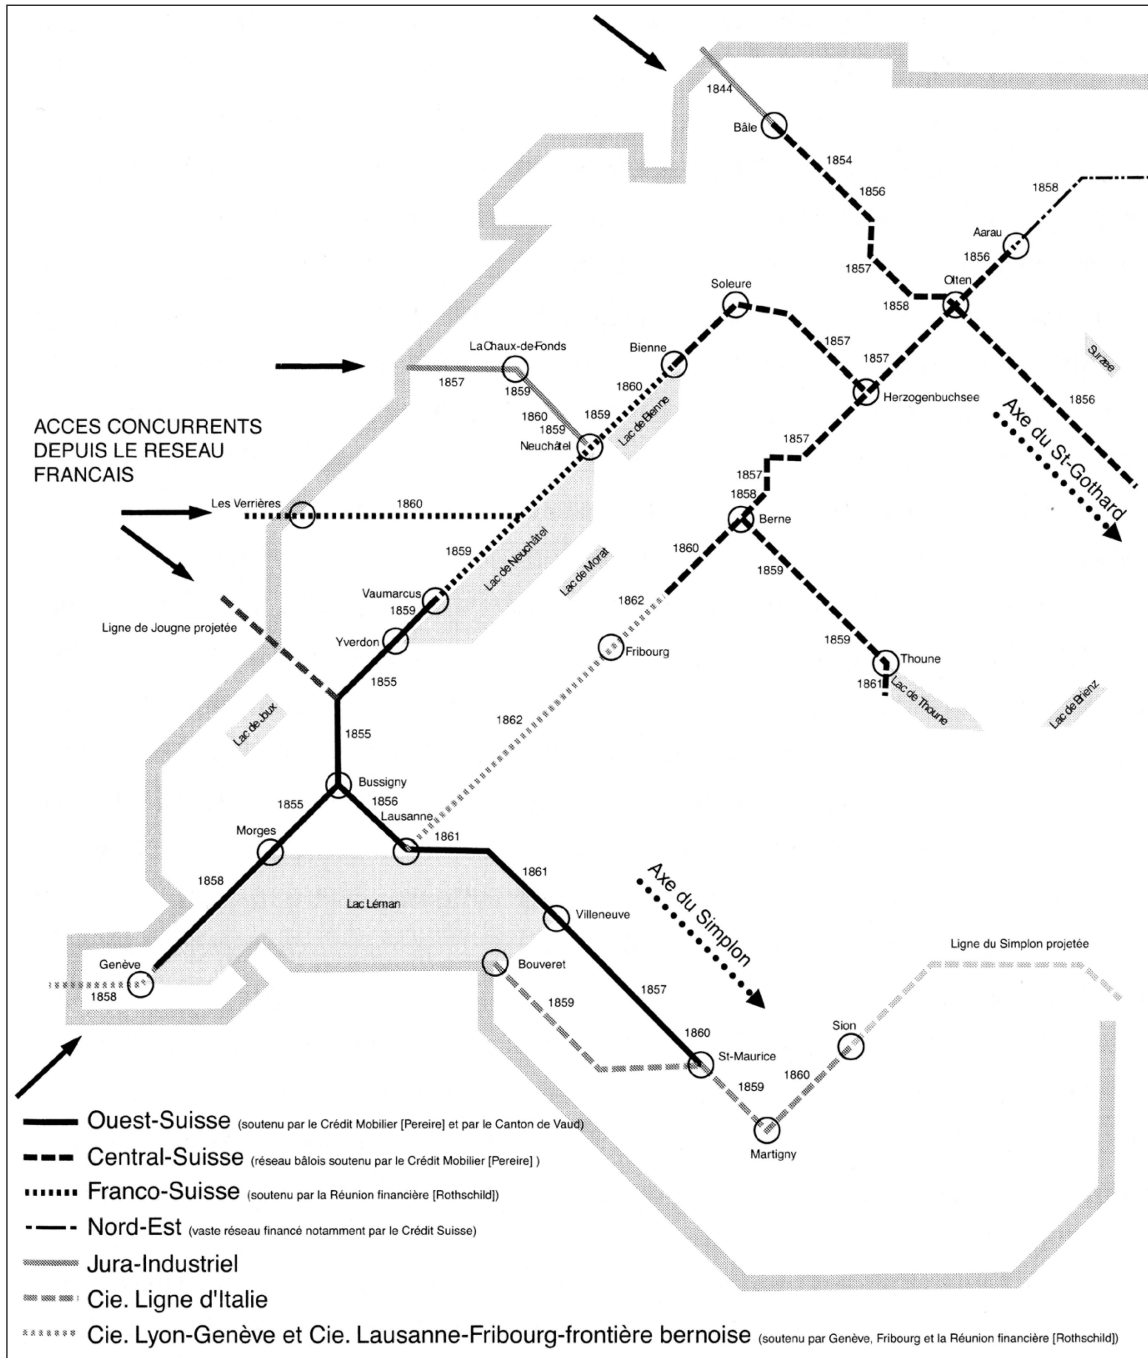 1844
Bâle
1854
1856
1858
Aarau
1856
1857
Olten
1858
Soleure
LaChaux-de-Fonds
Bienne
1857
1857
Surzee
1857
1859
1860
1860
1859
1859
Lac de Bienne
Herzogenbuchsee
1856
Axe du St-Gothard
ACCES CONCURRENTS
DEPUIS LE RESEAU
FRANCAIS
Neuchâtel
1857
1857
1858
Les Verrières
1860
Berne
1859
Lac de Neuchâtel
Lac de Morat
1860
1859
Vaumarcus
1859
1862
Ligne de Jougne projetée
Yverdon
Fribourg
1859
Thoune
1855
1861
Lac de Thoune
Lac de Brienz
Lac de Joux
1862
1855
Bussigny
1855
1856
Lausanne
Morges
1861
1858
1861
Lac Léman
Axe du Simplon
Villeneuve
Ligne du Simplon projetée
Genève
Bouveret
1858
1859
1857
1860
Sion
St-Maurice
1859
1860
Martigny
Ouest-Suisse (soutenu par le Crédit Mobilier [Pereire] et par le Canton de Vaud)
Central-Suisse (réseau bâlois soutenu par le Crédit Mobilier [Pereire] )
Franco-Suisse (soutenu par la Réunion financière [Rothschild])
Nord-Est (vaste réseau financé notamment par le Crédit Suisse)
Jura-Industriel
Cie. Ligne d'Italie
Cie. Lyon-Genève et Cie. Lausanne-Fribourg-frontière bernoise (soutenu par Genève, Fribourg et la Réunion financière [Rothschild])